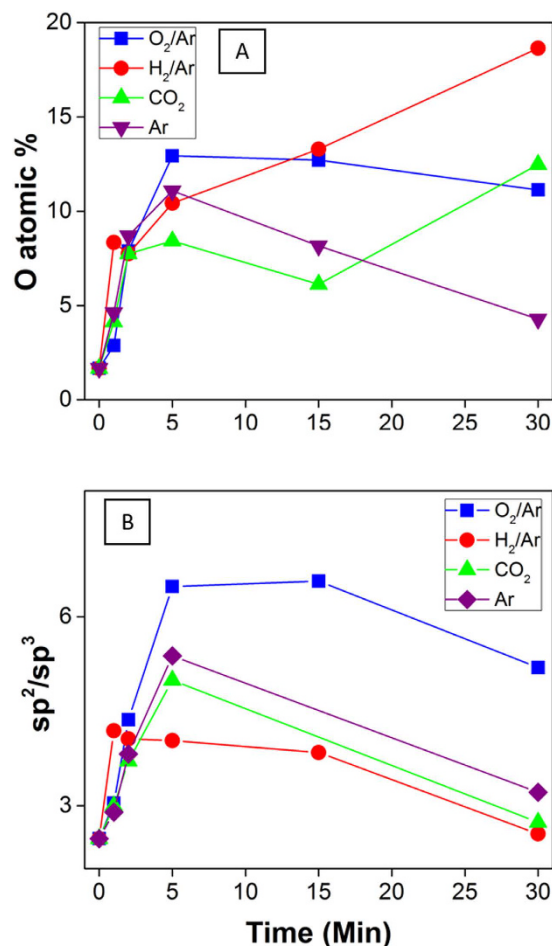 20
15
10
5
0
O atomic %
A
O₂/Ar
H₂/Ar
CO₂
Ar
0 5 10 15 20 25 30
B
O₂/Ar
H₂/Ar
CO₂
Ar
6
3
sp²/sp³
0 5 10 15 20 25 30
Time (Min)